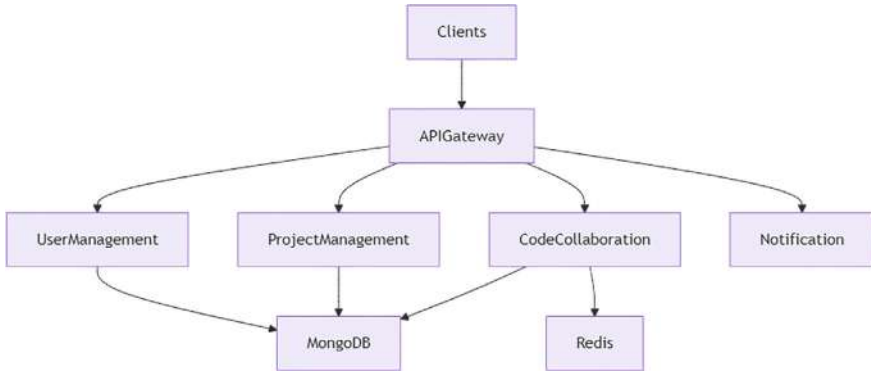 Clients
APIGateway
UserManagement
ProjectManagement
CodeCollaboration
Notification
MongoDB
Redis